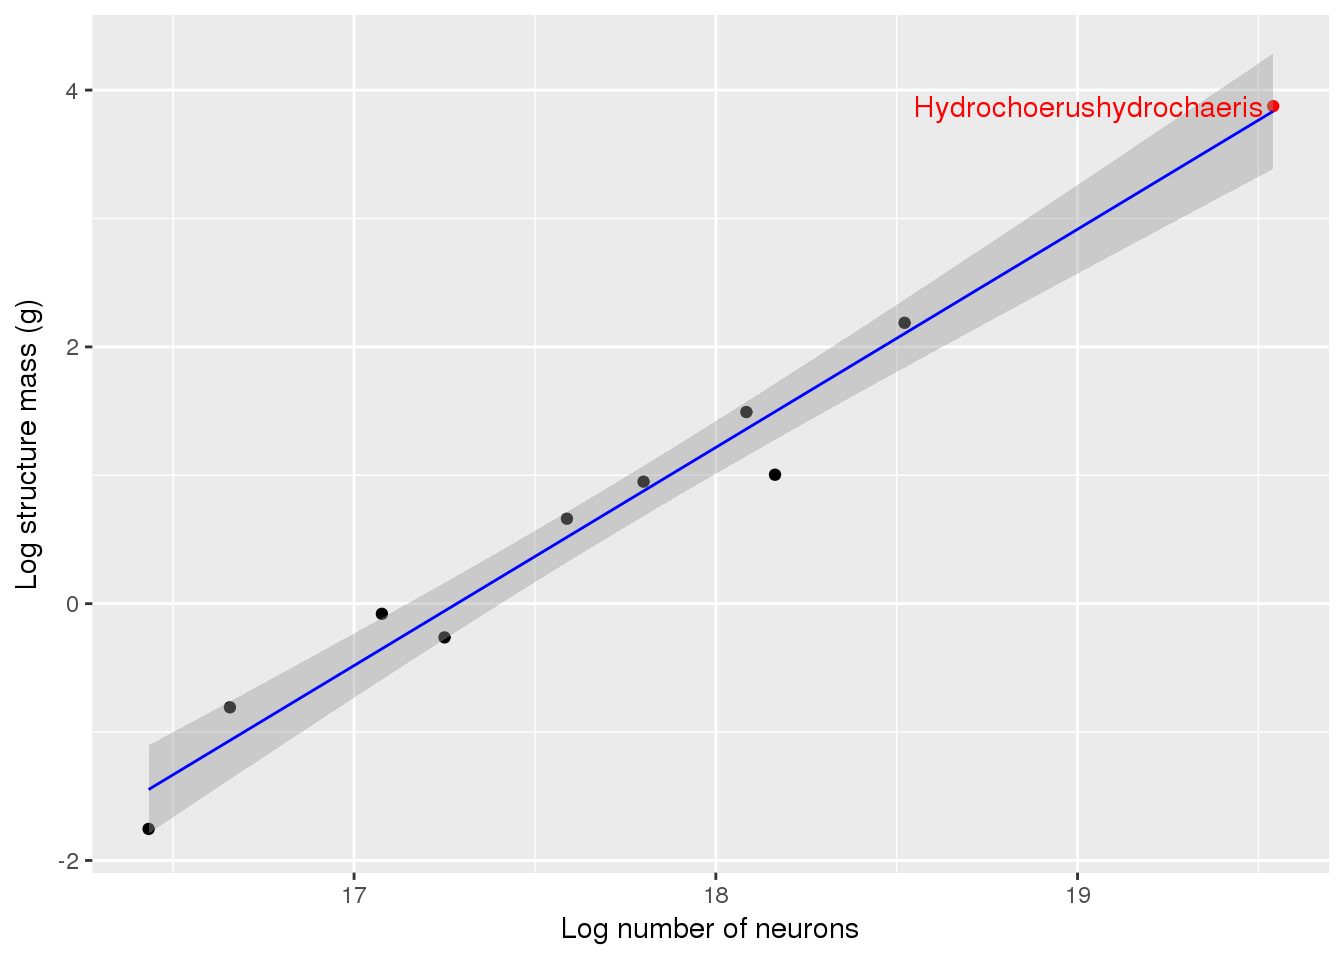 4
Hydrochoerushydrochaeris
2
0
-2
Log structure mass (g)
17
18
19
Log number of neurons